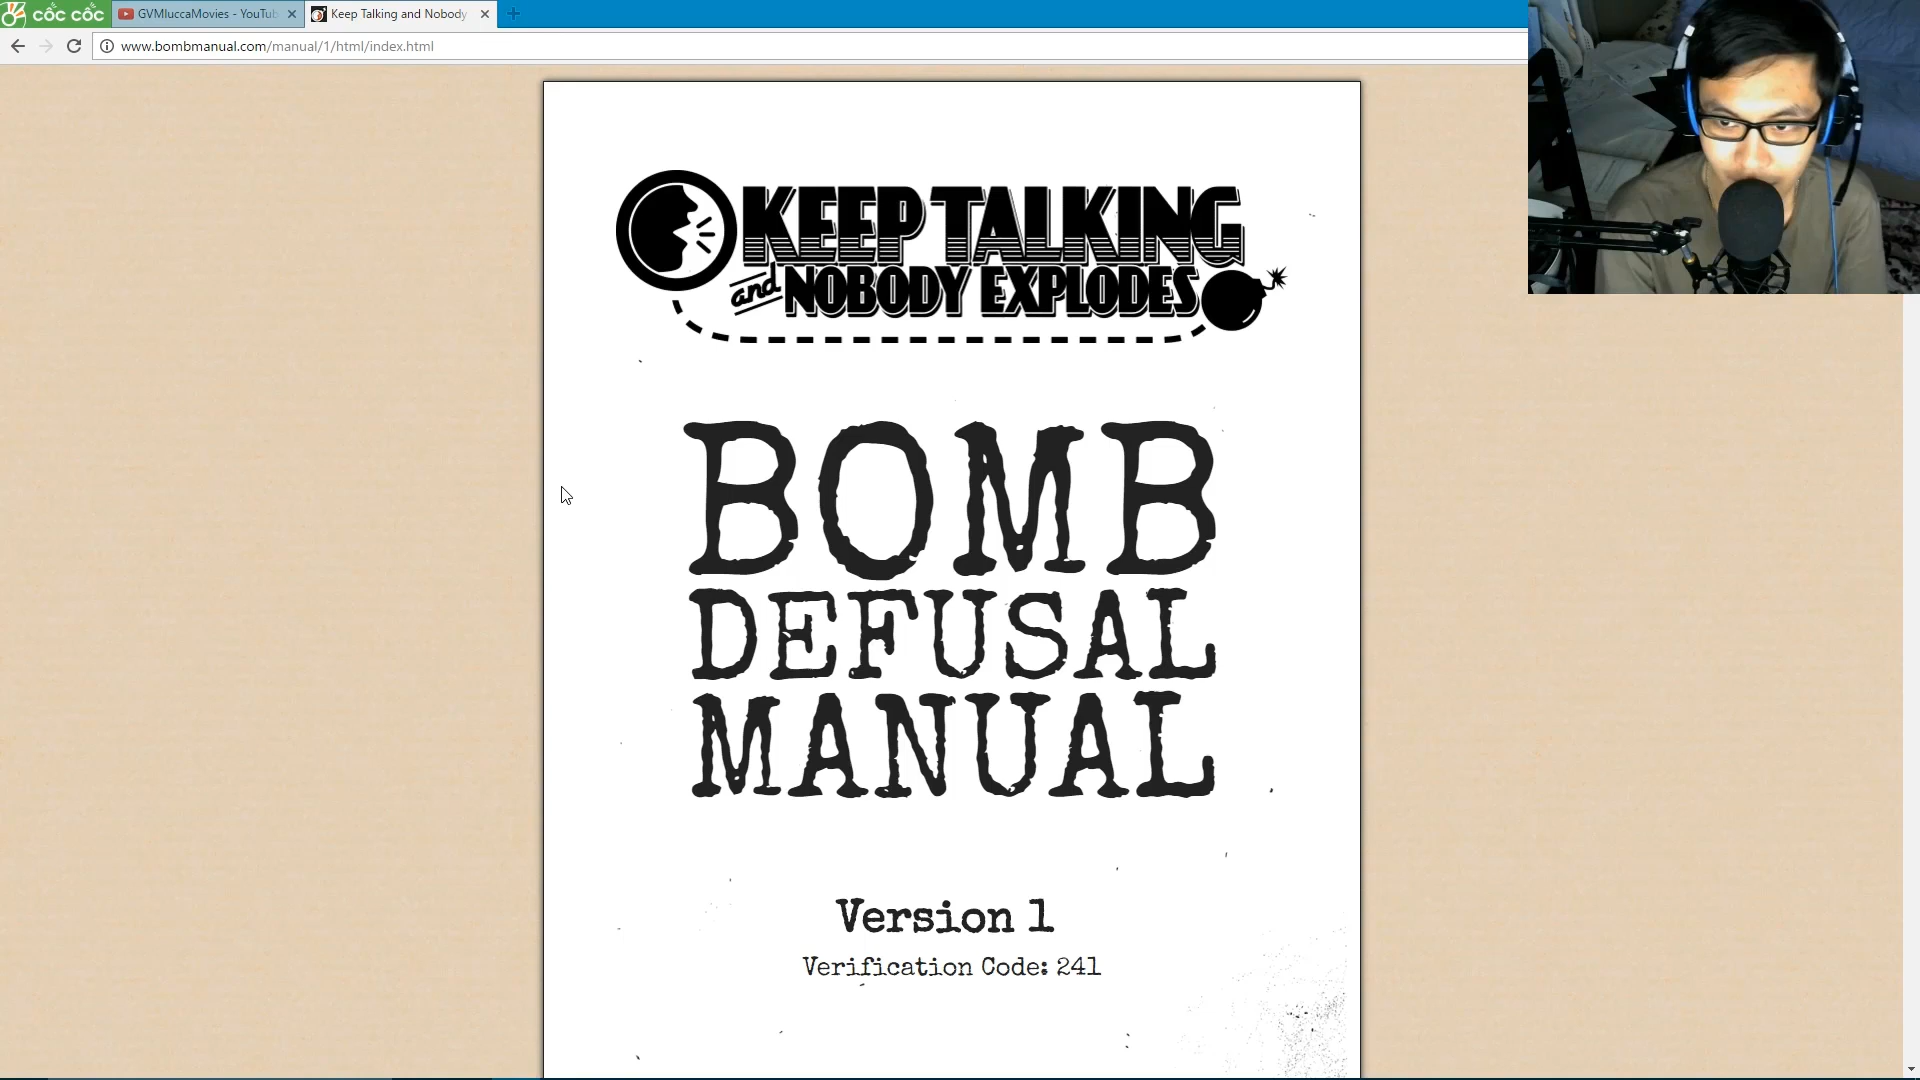 cốc cốc
GVMluccaMovies - YouTub
Keep Talking and Nobody
www.bombmanual.com/manual/1/html/index.html
KEEP TALKING
and NOBODY EXPLODES
BOMB
DEFUSAL
MANUAL
Version 1
Verification Code: 241